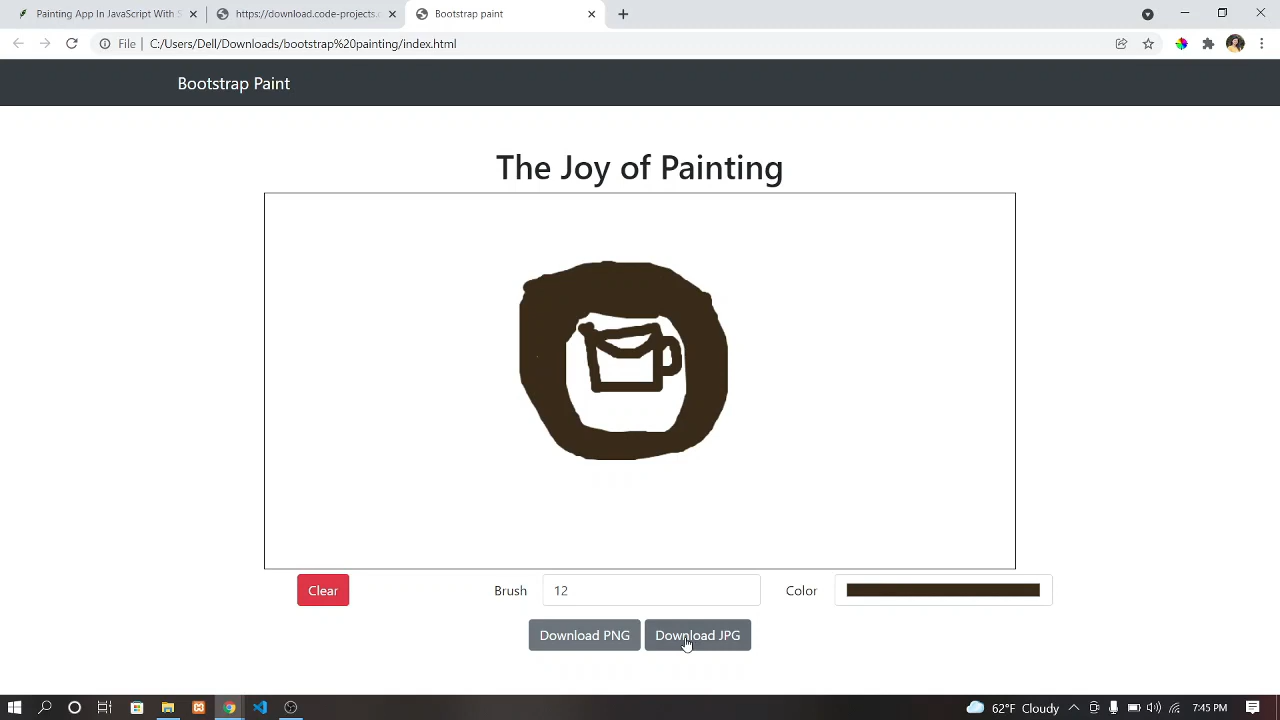 Painting App In JavaScript With S
https://download.code-projects.
Bootstrap paint
File
C:/Users/Dell/Downloads/bootstrap%20painting/index.html
Bootstrap Paint
The Joy of Painting
Clear
Brush
12
Color
Download PNG
Download JPG
62°F Cloudy
7:45 PM